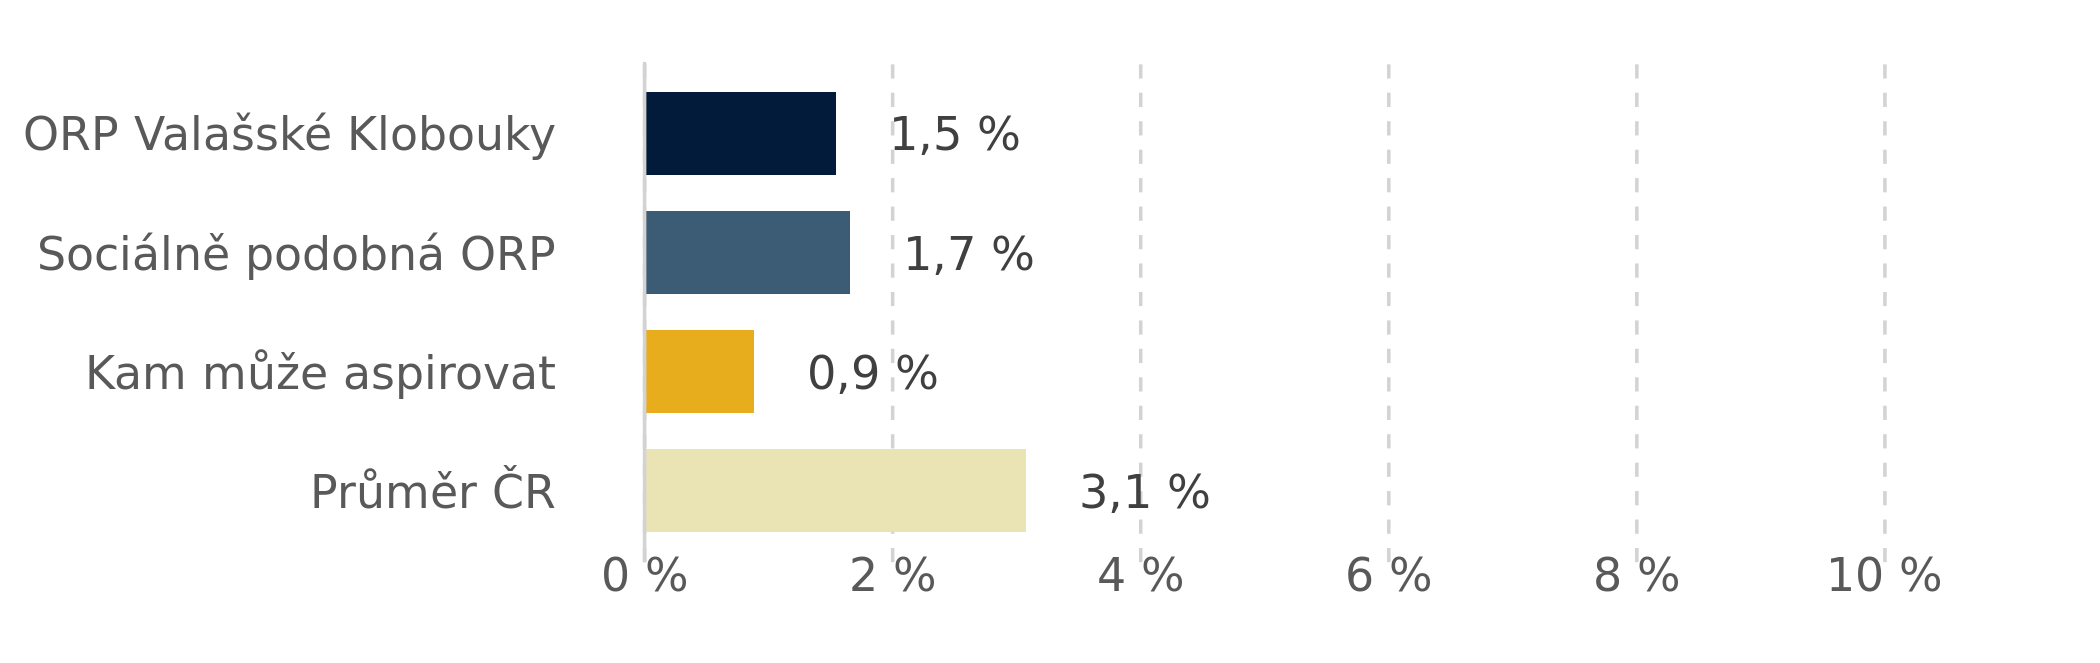 ORP Valašské Klobouky 1,5 %
Sociálně podobná ORP 1,7 %
Kam může aspirovat 0,9 %
Průměr ČR 3,1 %
0 % 2 % 4 % 6 % 8 % 10 %